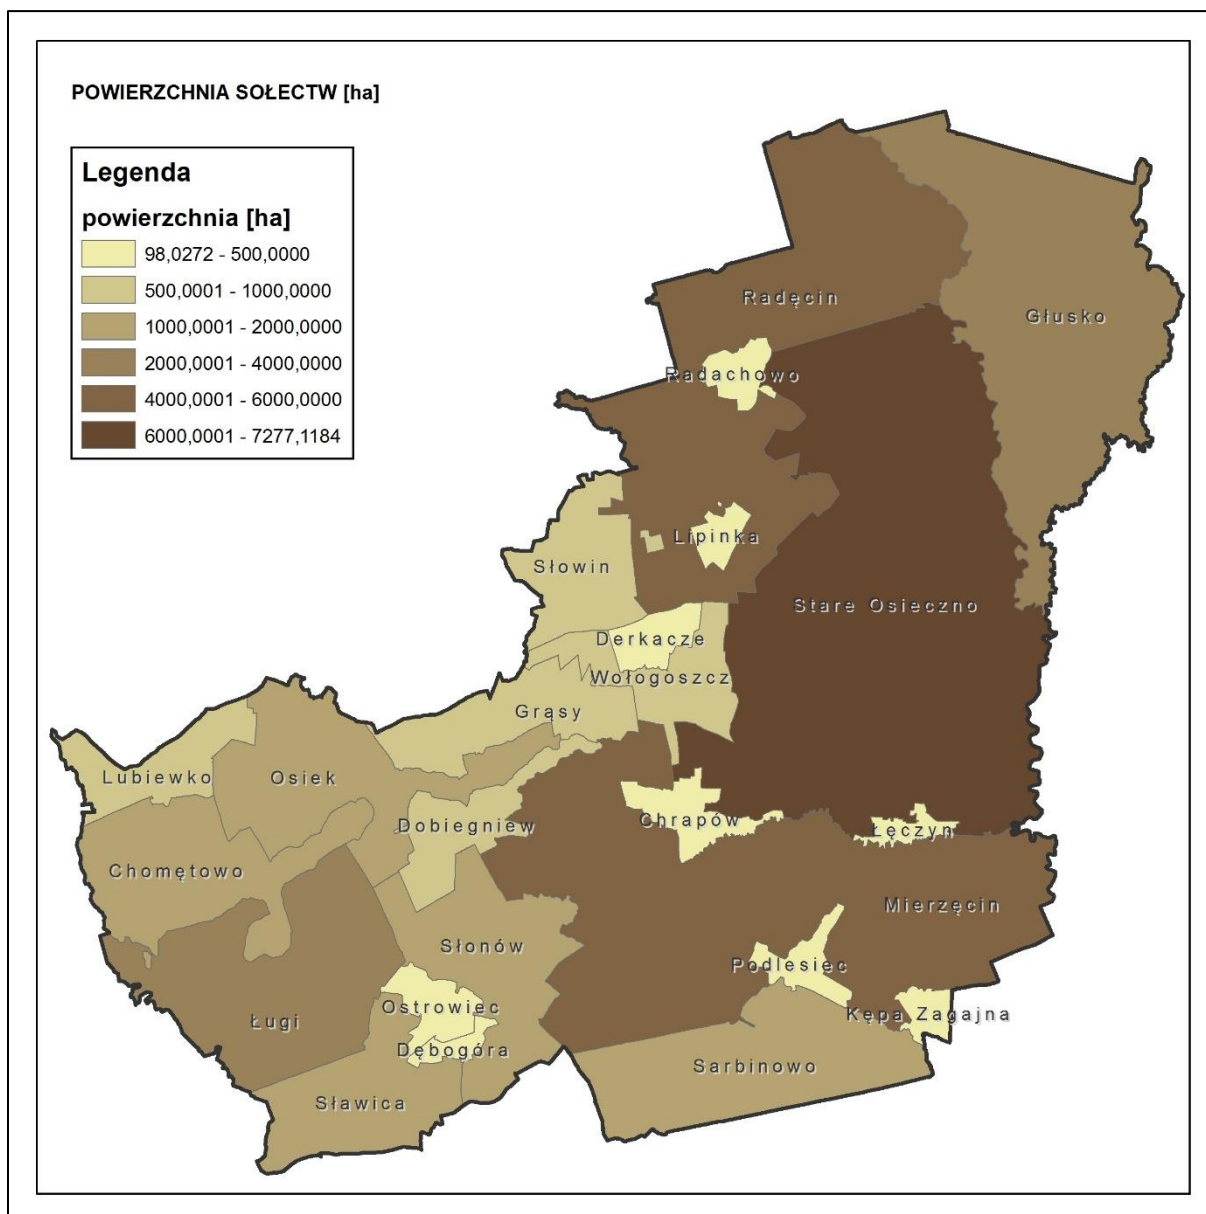 POWIERZCHNIA SOŁECTW [ha]
Legenda
powierzchnia [ha]
98,0272 - 500,0000
500,0001 - 1000,0000
1000,0001 - 2000,0000
2000,0001 - 4000,0000
4000,0001 - 6000,0000
6000,0001 - 7277,1184
Radęcin
Głusko
Radachowo
Lipinka
Słowin
Stare Osieczno
Derkacze
Wołogoszcz
Grąsy
Lubiewko
Osiek
Chrapów
Dobiegniew
Łęczyn
Chomętowo
Mierzęcin
Słonów
Podlesiec
Ostrowiec
Kępa Zagajna
Ługi
Dębogóra
Sarbinowo
Sławica